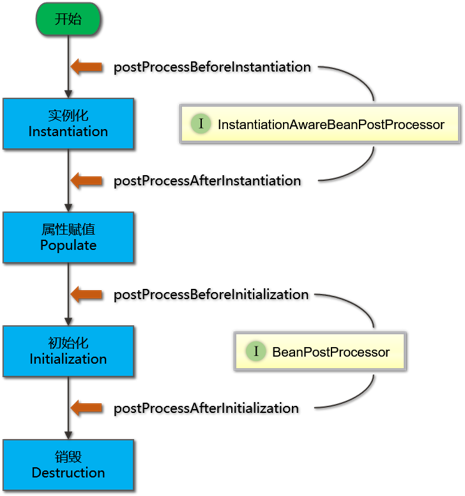 开始
postProcessBeforeInstantiation
实例化
Instantiation
I InstantiationAwareBeanPostProcessor
postProcessAfterInstantiation
属性赋值
Populate
postProcessBeforeInitialization
初始化
Initialization
I BeanPostProcessor
postProcessAfterInitialization
销毁
Destruction